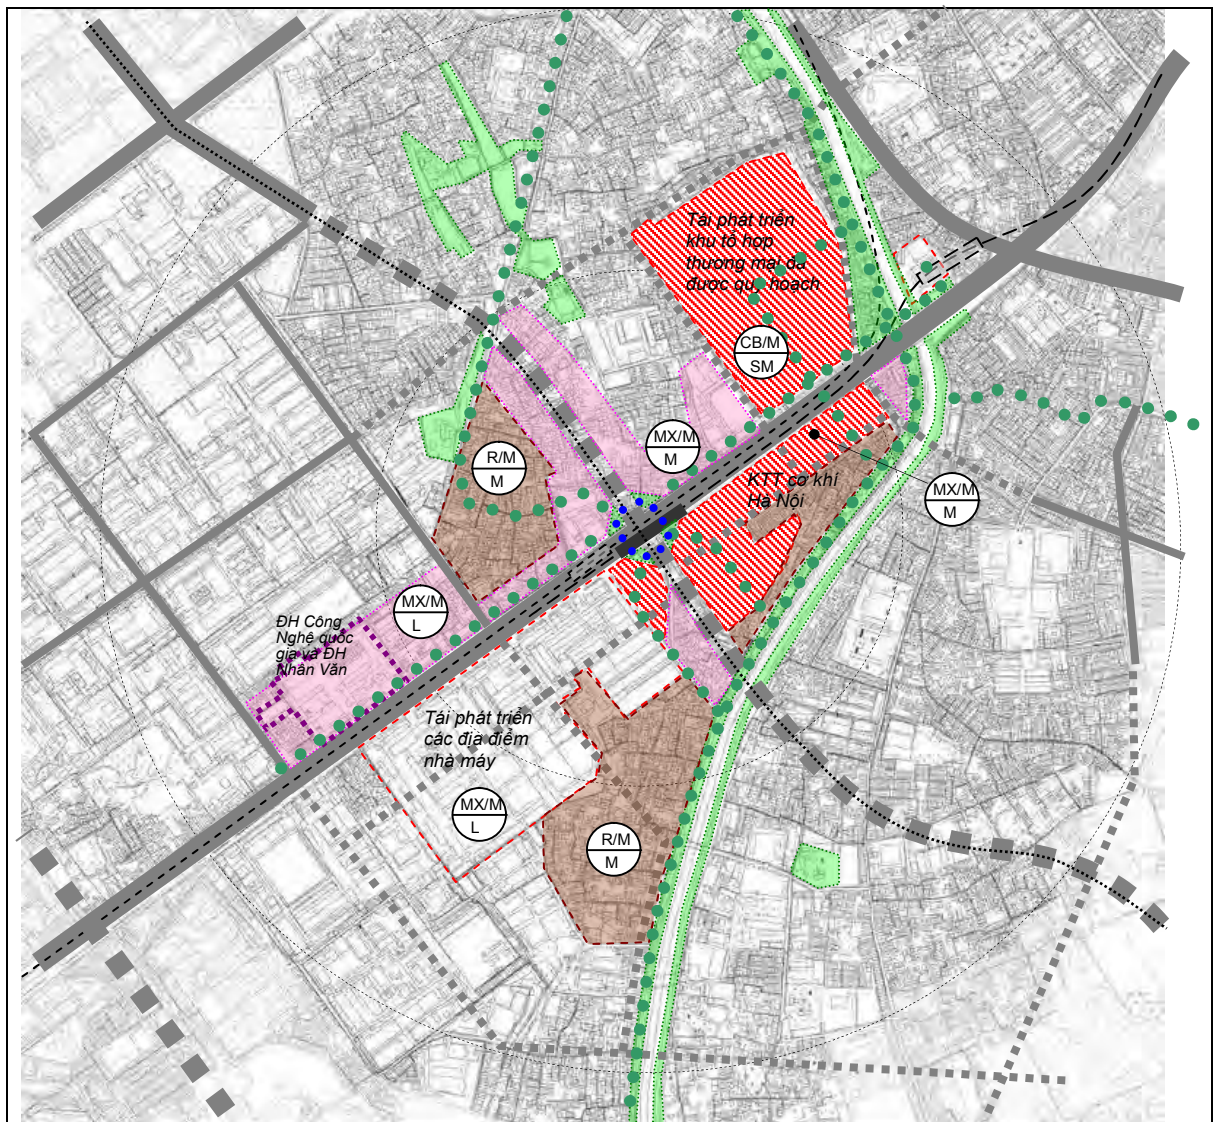 Tái phát triển
khu tổ hợp
thương mại đã
được quy hoạch
CB/M
SM
MX/M
M
R/M
M
KTT cơ khí
Hà Nội
MX/M
M
MX/M
L
ĐH Công
Nghệ quốc
gia và ĐH
Nhân Văn
Tái phát triển
các địa điểm
nhà máy
MX/M
L
R/M
M